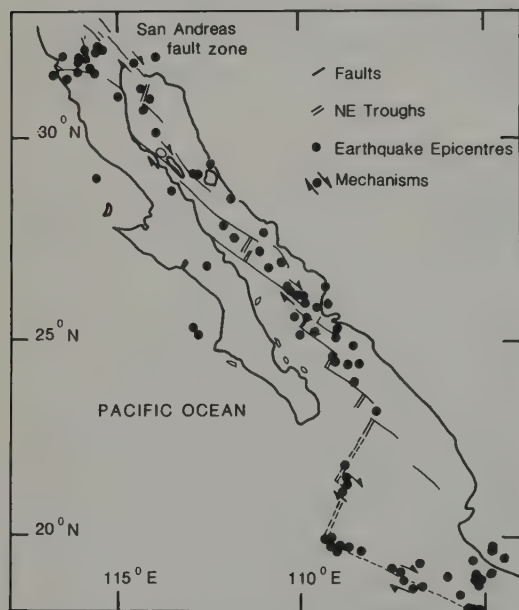 San Andreas
fault zone
Faults
NE Troughs
Earthquake Epicentres
Mechanisms
30°N
25°N
PACIFIC OCEAN
20°N
115°E
110°E